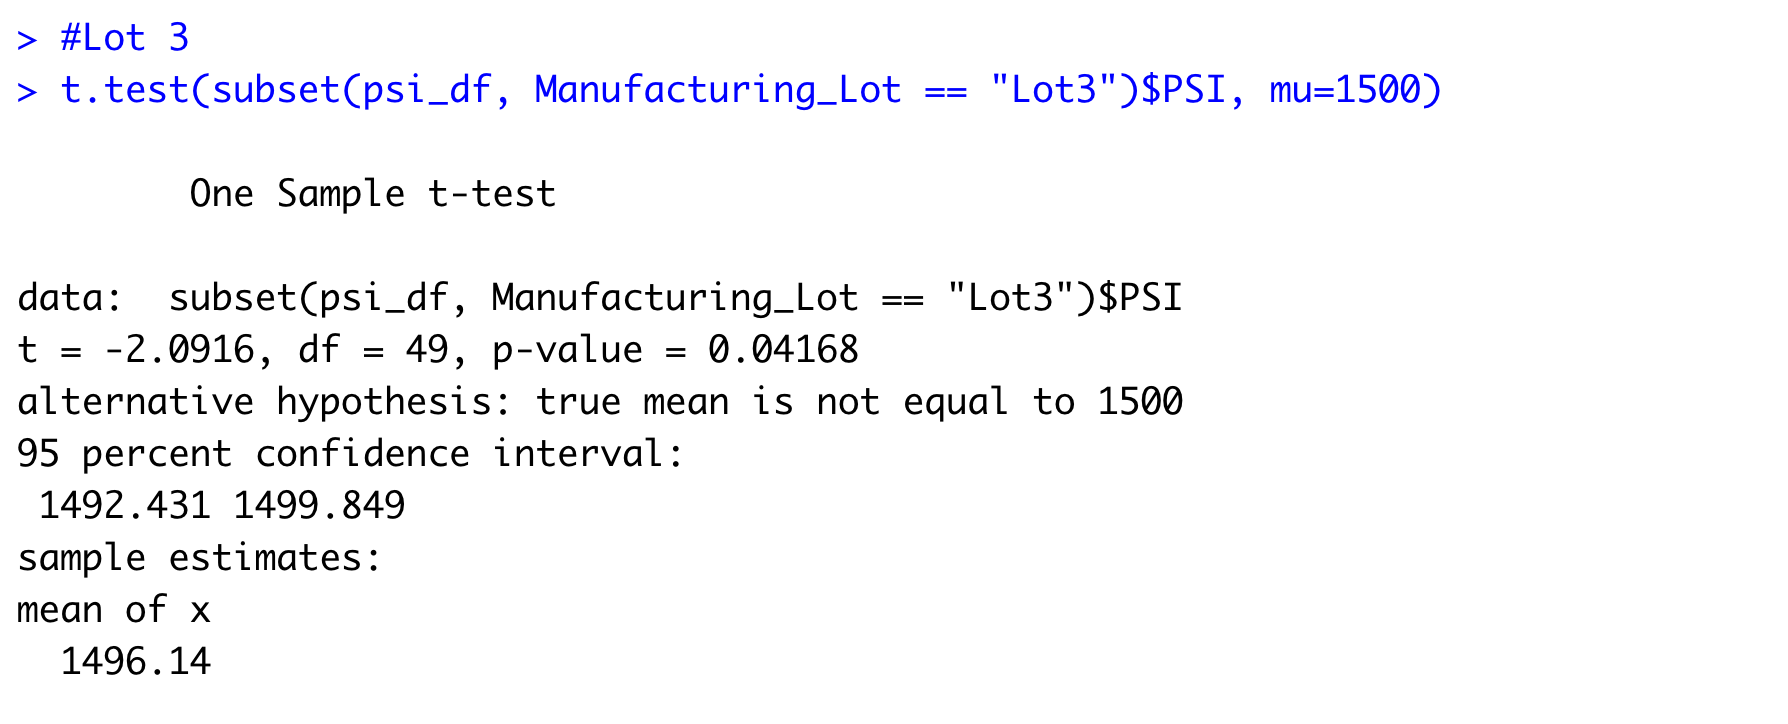 > #Lot 3
> t.test(subset(psi_df, Manufacturing_Lot == "Lot3")$PSI, mu=1500)
One Sample t-test
data:  subset(psi_df, Manufacturing_Lot == "Lot3")$PSI
t = -2.0916, df = 49, p-value = 0.04168
alternative hypothesis: true mean is not equal to 1500
95 percent confidence interval:
1492.431 1499.849
sample estimates:
mean of x
1496.14